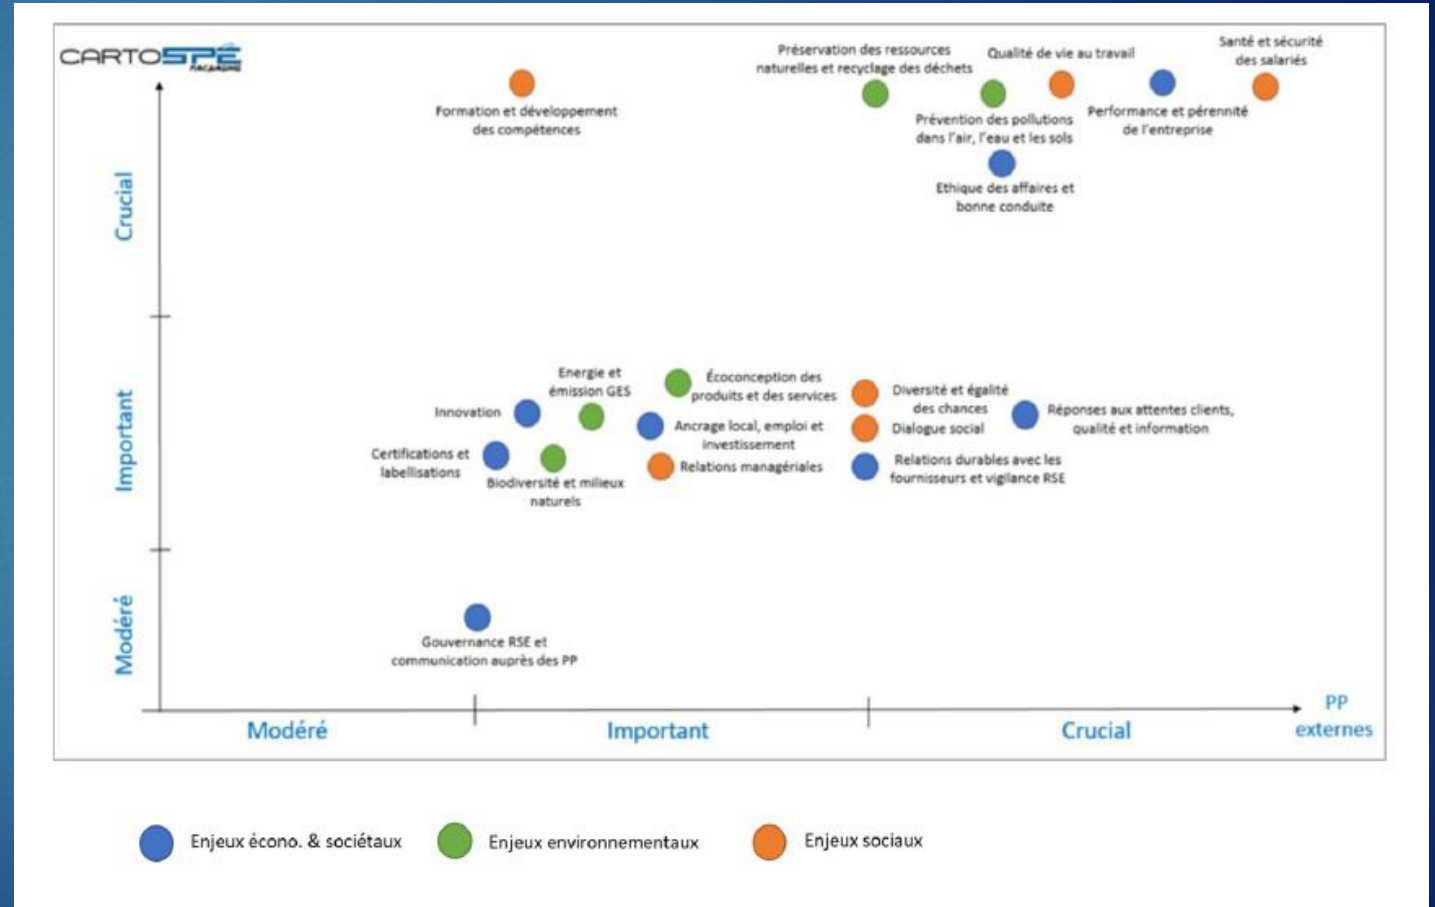 CARTOSPÉ
PACKAGING
Formation et développement
des compétences
Préservation des ressources
naturelles et recyclage des déchets
Qualité de vie au travail
Santé et sécurité
des salariés
Prévention des pollutions
dans l'air, l'eau et les sols
Performance et pérennité
de l'entreprise
Ethique des affaires et
bonne conduite
Crucial
Energie et
émission GES
Écoconception des
produits et des services
Innovation
Diversité et égalité
des chances
Réponses aux attentes clients,
qualité et information
Ancrage local, emploi et
investissement
Dialogue social
Certifications et
labellisations
Relations managériales
Relations durables avec les
fournisseurs et vigilance RSE
Biodiversité et milieux
naturels
Important
Gouvernance RSE et
communication auprès des PP
Modéré
Modéré
Important
Crucial
PP
externes
Enjeux écono. & sociétaux
Enjeux environnementaux
Enjeux sociaux